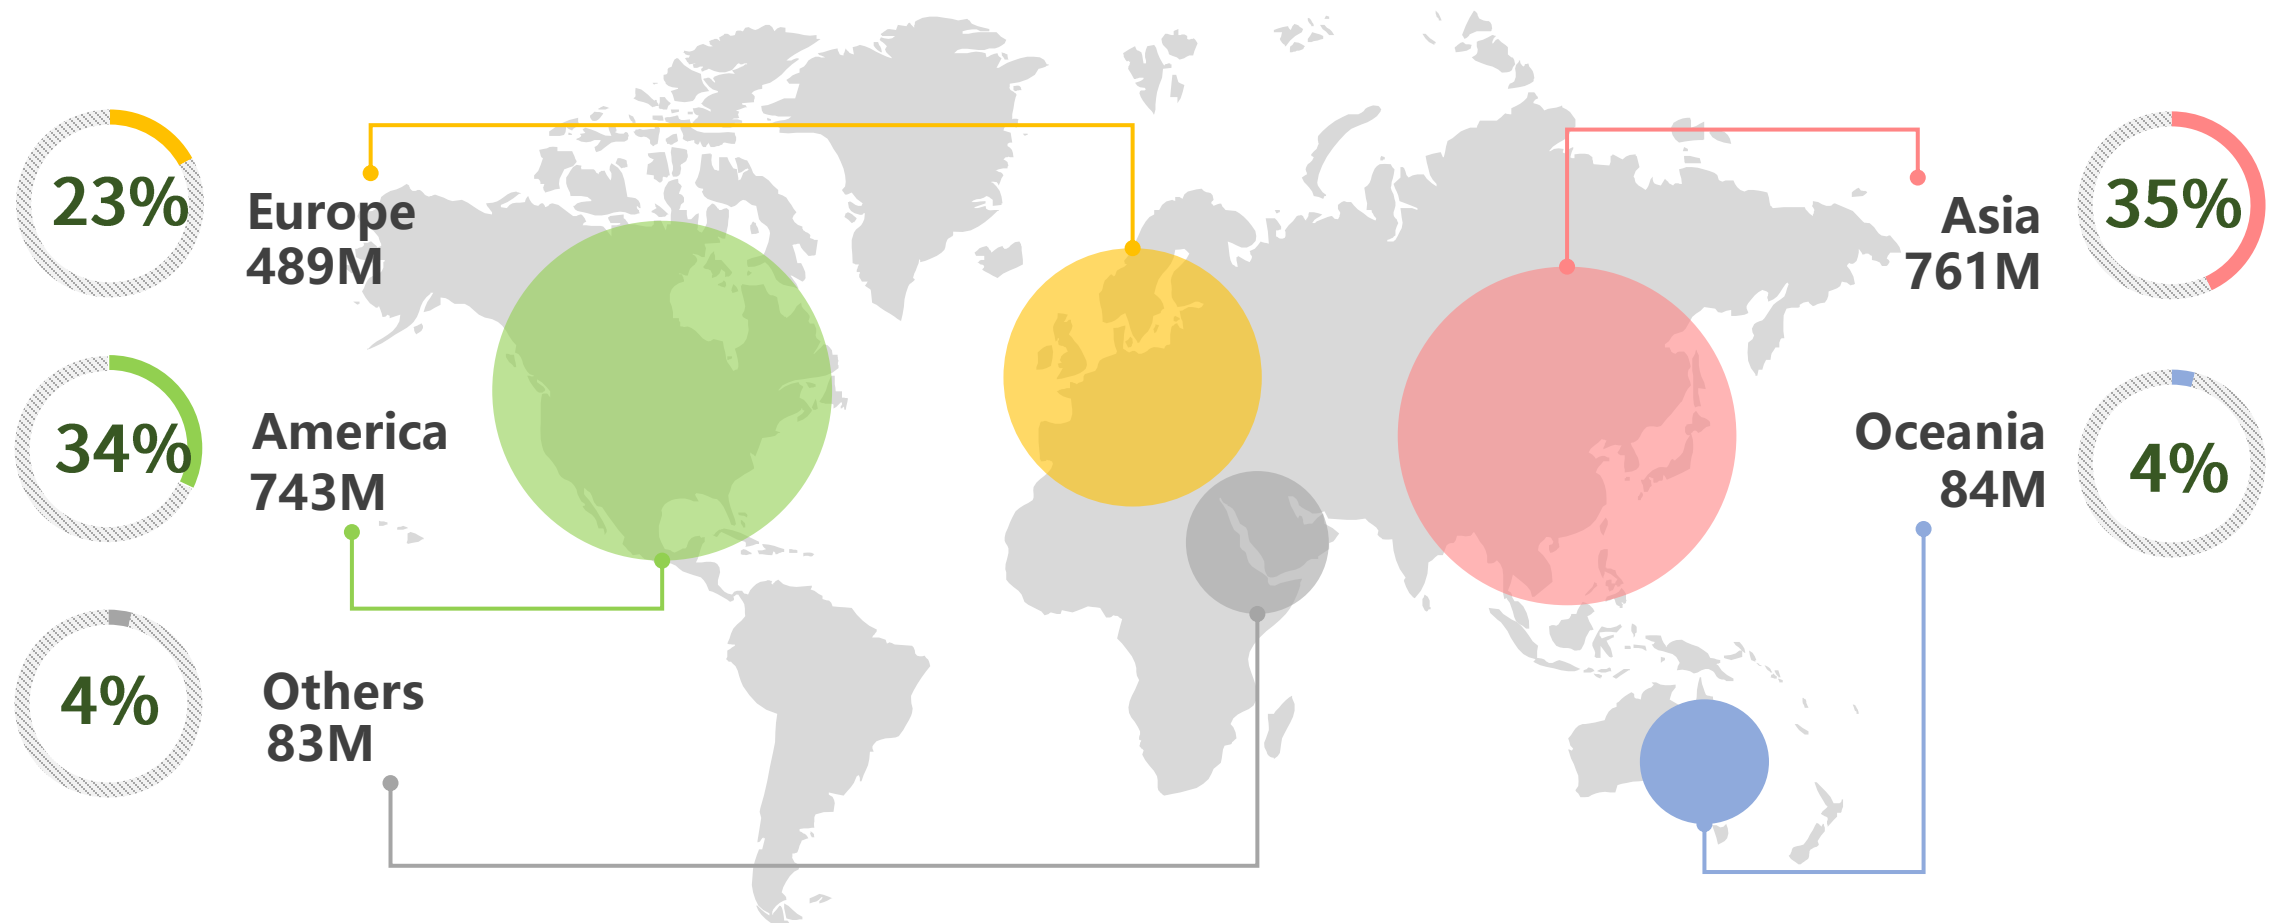 23%
Europe
489M
34%
America
743M
4%
Others
83M
Asia
761M
35%
Oceania
84M
4%